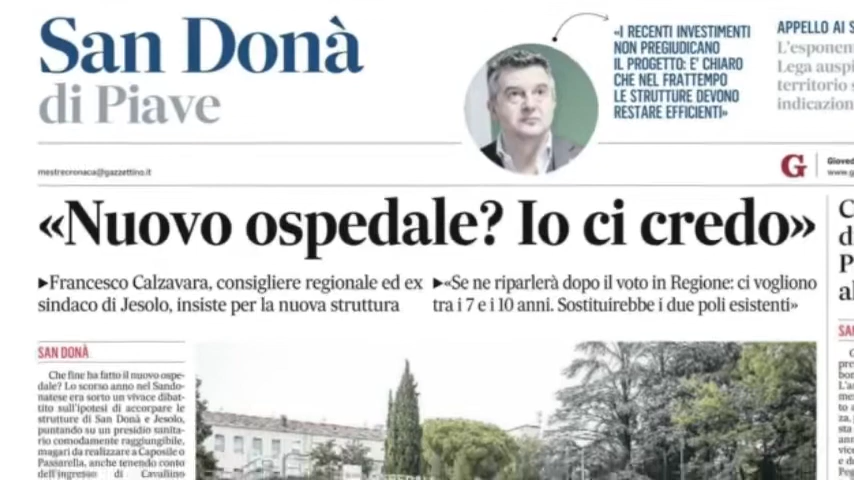 San Donà
di Piave
«I RECENTI INVESTIMENTI
NON PREGIUDICANO
IL PROGETTO: E' CHIARO
CHE NEL FRATTEMPO
LE STRUTTURE DEVONO
RESTARE EFFICIENTI»
APPELLO AI
L'esponen
Lega auspi
territorio
indicazion
mestrecronaca@gazzettino.it
G
Gioved
www.g
«Nuovo ospedale? Io ci credo»
▶Francesco Calzavara, consigliere regionale ed ex
sindaco di Jesolo, insiste per la nuova struttura
▶«Se ne riparlerà dopo il voto in Regione: ci vogliono
tra i 7 e i 10 anni. Sostituirebbe i due poli esistenti»
SAN DONÀ
Che fine ha fatto il nuovo ospe-
dale? Lo scorso anno nel Sando-
natese era sorto un vivace dibat-
tito sull'ipotesi di accorpare le
strutture di San Donà e Jesolo,
puntando su un presidio sanita-
rio comodamente raggiungibile,
magari da realizzare a Caposile o
Passarella, anche tenendo conto
dell'ingresso di Cavallino